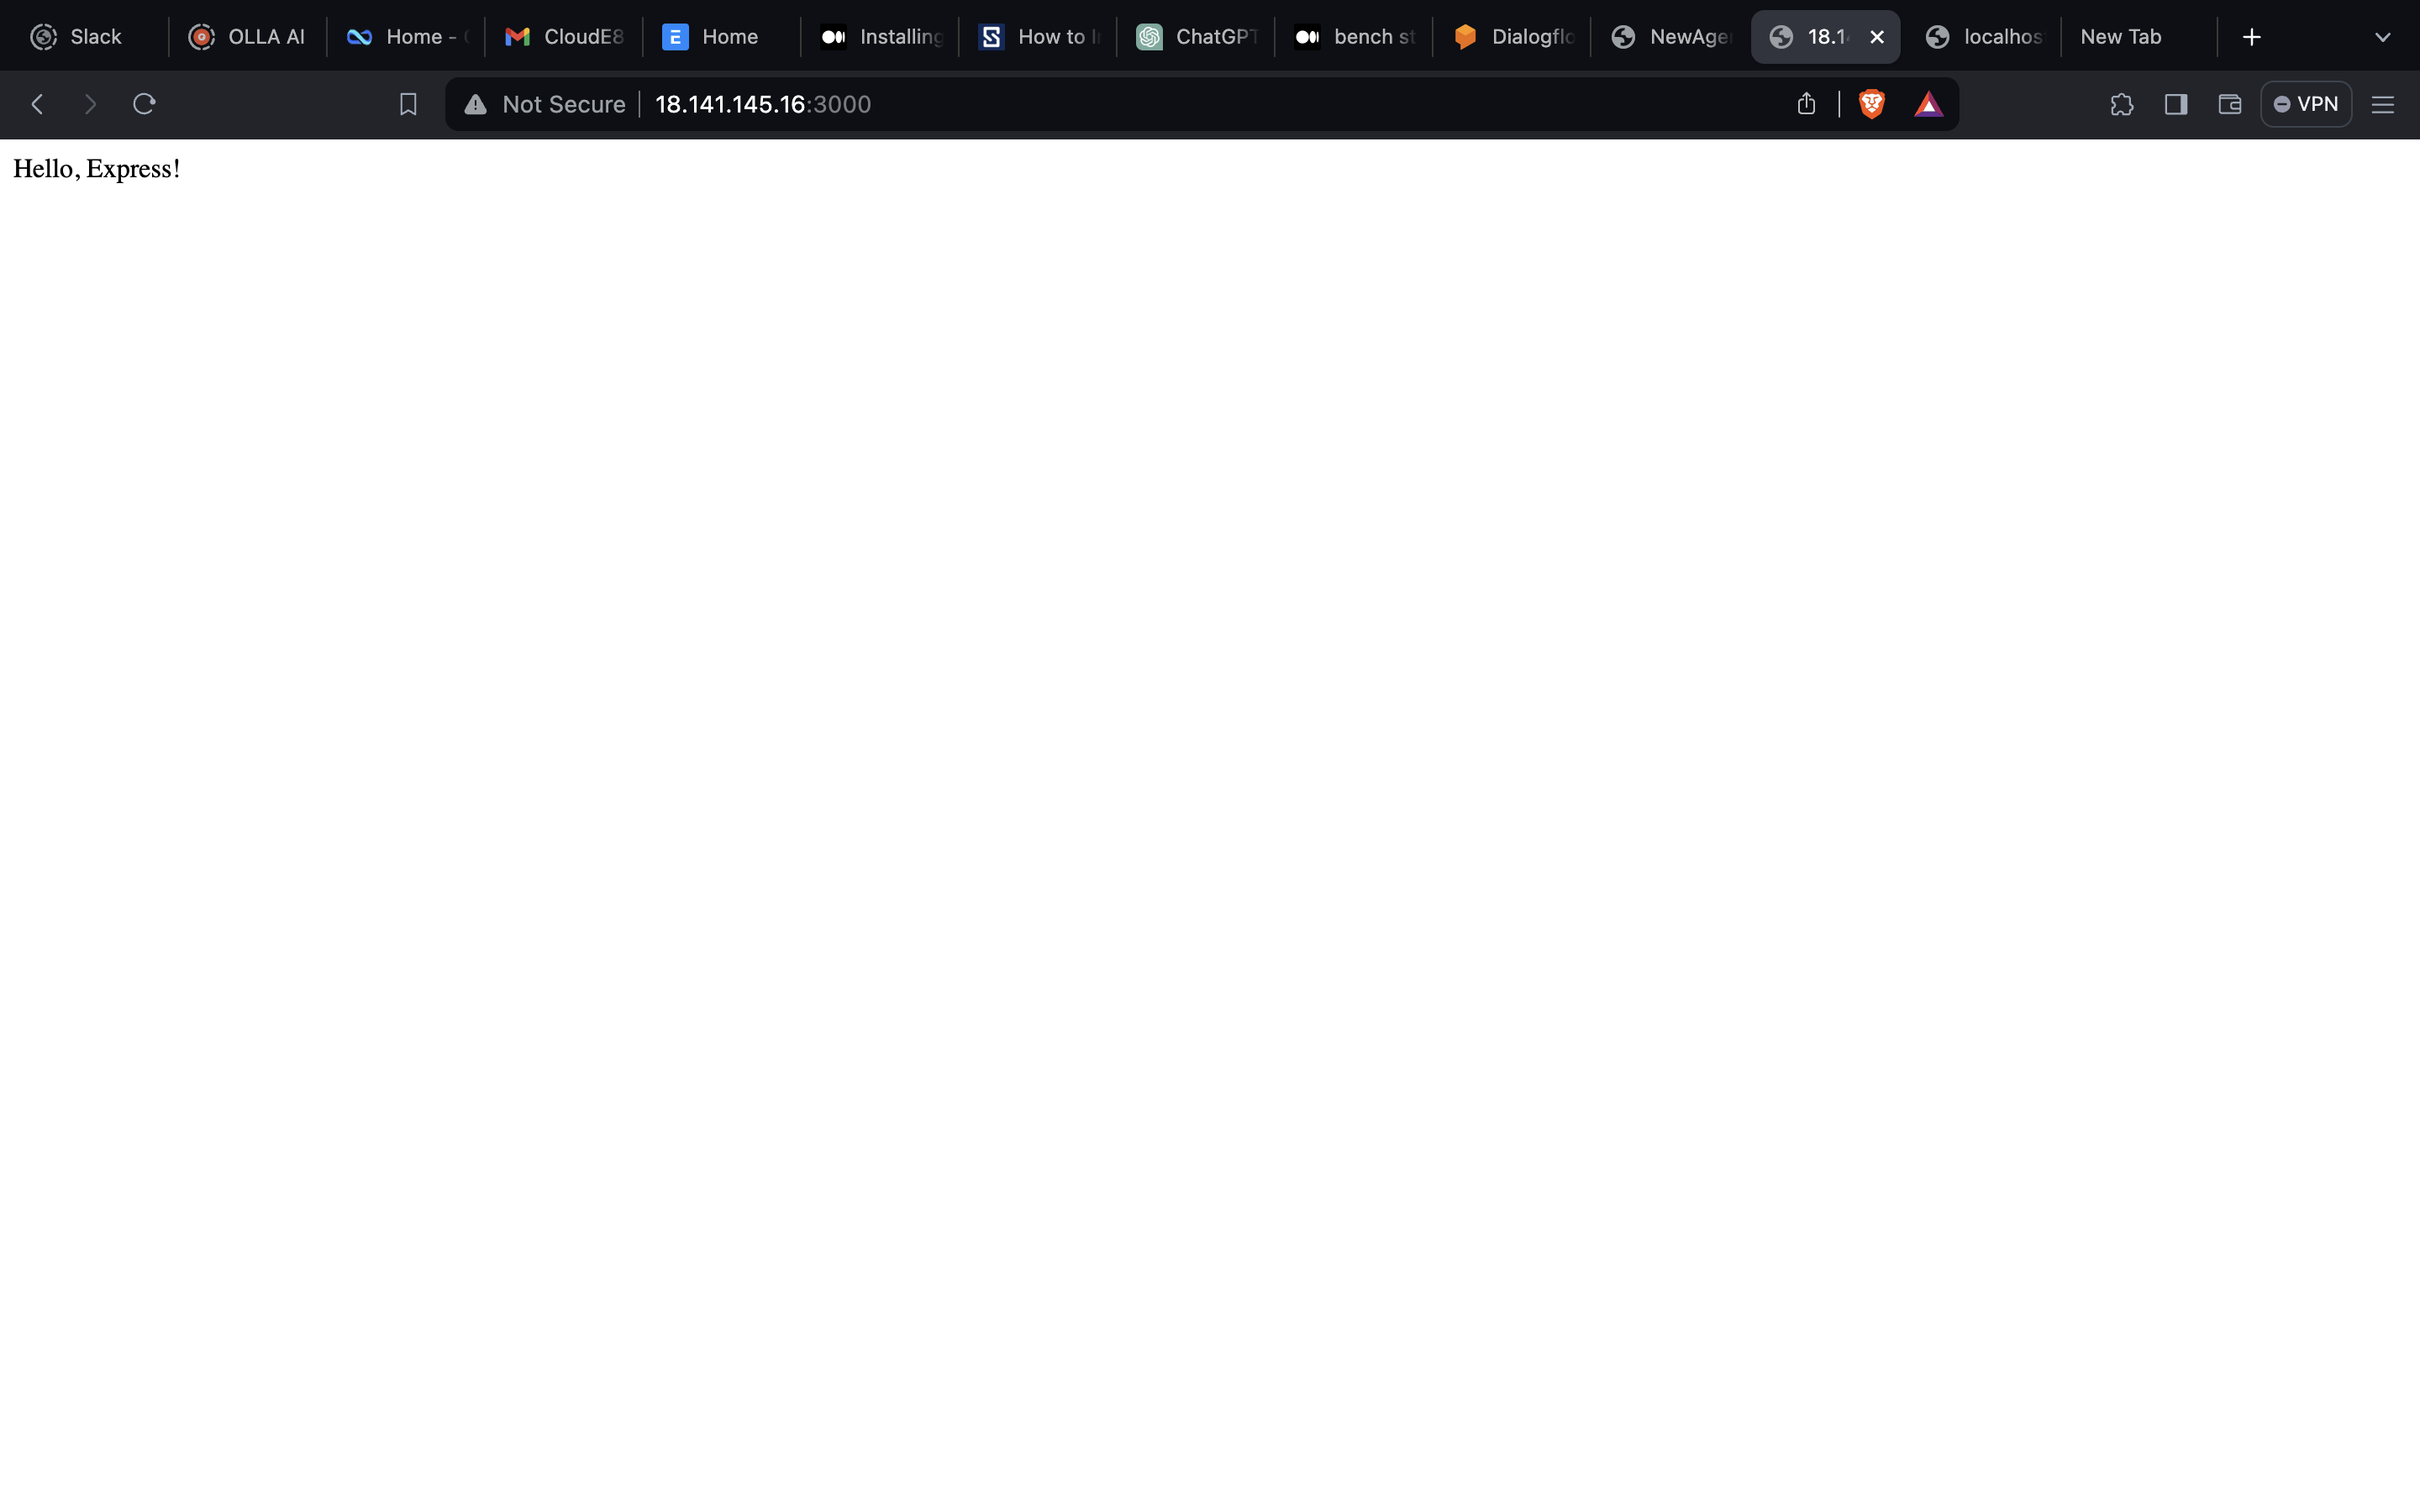 Slack OLLA AI Home - CloudE8 Home Installing How to ChatGPT bench st Dialogflo NewAge 18.1 localhos New Tab
Not Secure 18.141.145.16:3000 VPN
Hello, Express!